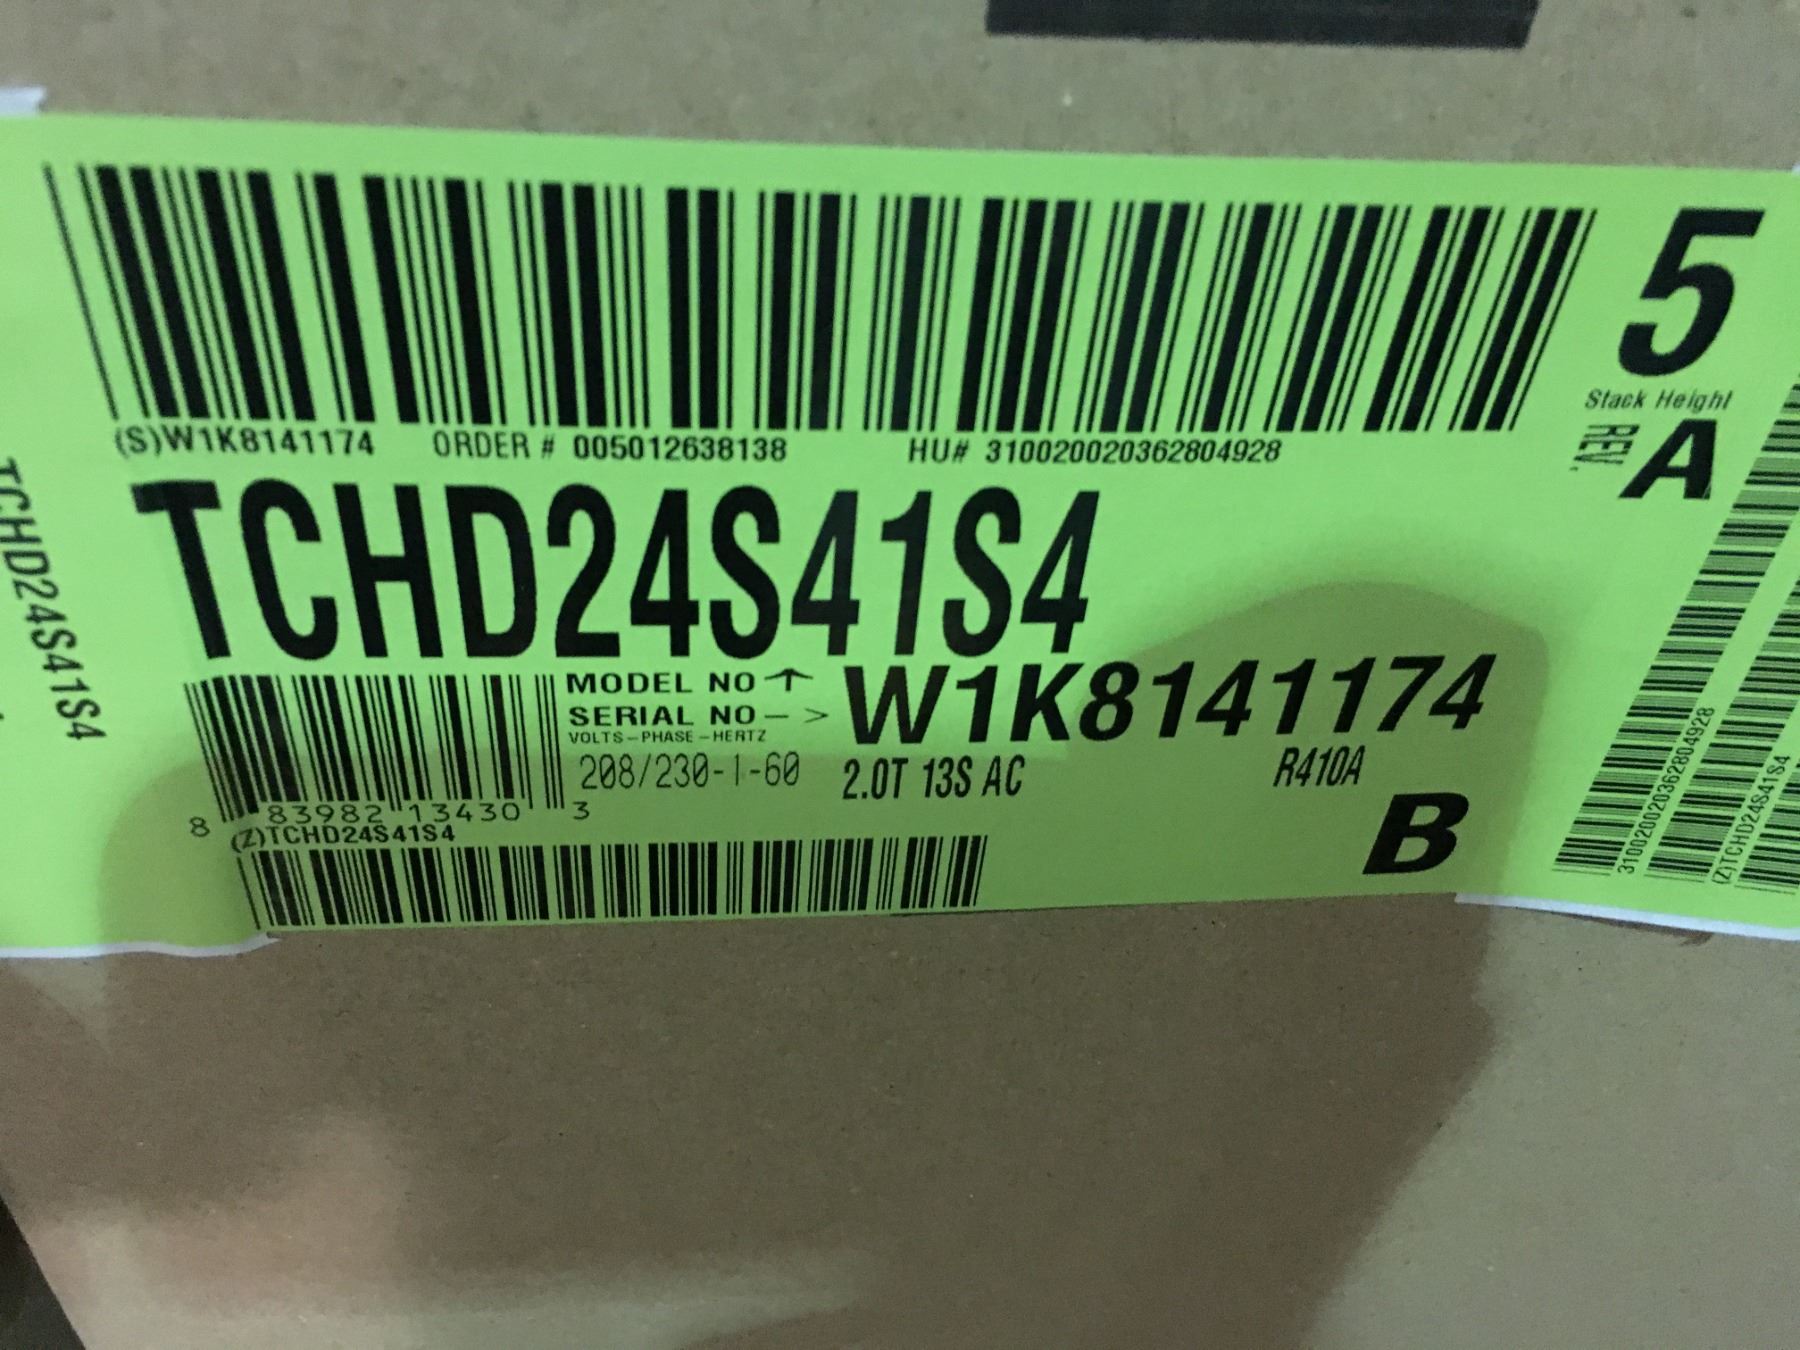 5
Stack Height
REV. A
(S)W1K8141174 ORDER # 005012638138 HU# 310020020362804928
TCHD24S41S4
MODEL NO ↑
SERIAL NO –> W1K8141174
VOLTS–PHASE–HERTZ
208/230-1-60 2.0T 13S AC R410A
8 83982 13430 3
B
(Z)TCHD24S41S4
TCHD24S41S4
310020020362804928
(Z)TCHD24S41S4